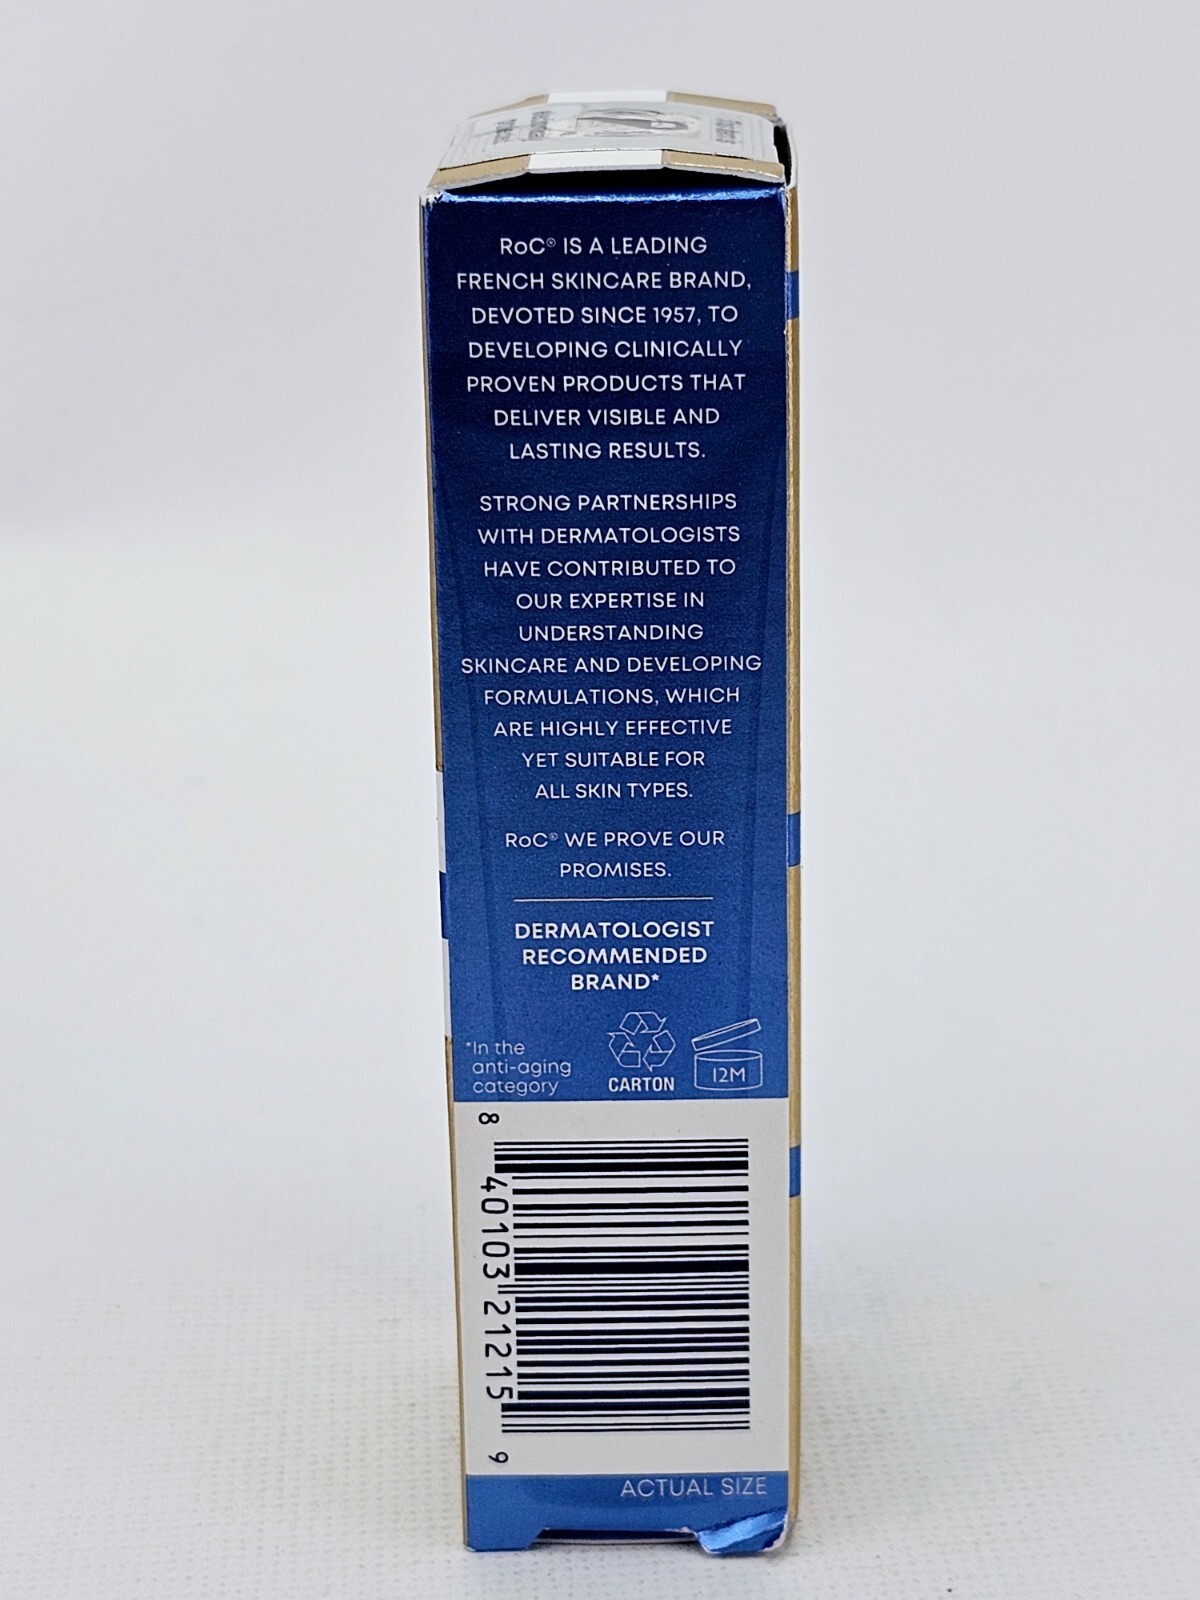 RoC® IS A LEADING
FRENCH SKINCARE BRAND,
DEVOTED SINCE 1957, TO
DEVELOPING CLINICALLY
PROVEN PRODUCTS THAT
DELIVER VISIBLE AND
LASTING RESULTS.
STRONG PARTNERSHIPS
WITH DERMATOLOGISTS
HAVE CONTRIBUTED TO
OUR EXPERTISE IN
UNDERSTANDING
SKINCARE AND DEVELOPING
FORMULATIONS, WHICH
ARE HIGHLY EFFECTIVE
YET SUITABLE FOR
ALL SKIN TYPES.
RoC® WE PROVE OUR
PROMISES.
DERMATOLOGIST
RECOMMENDED
BRAND*
*In the
anti-aging
category
CARTON
12M
8 40103 21215 9
ACTUAL SIZE